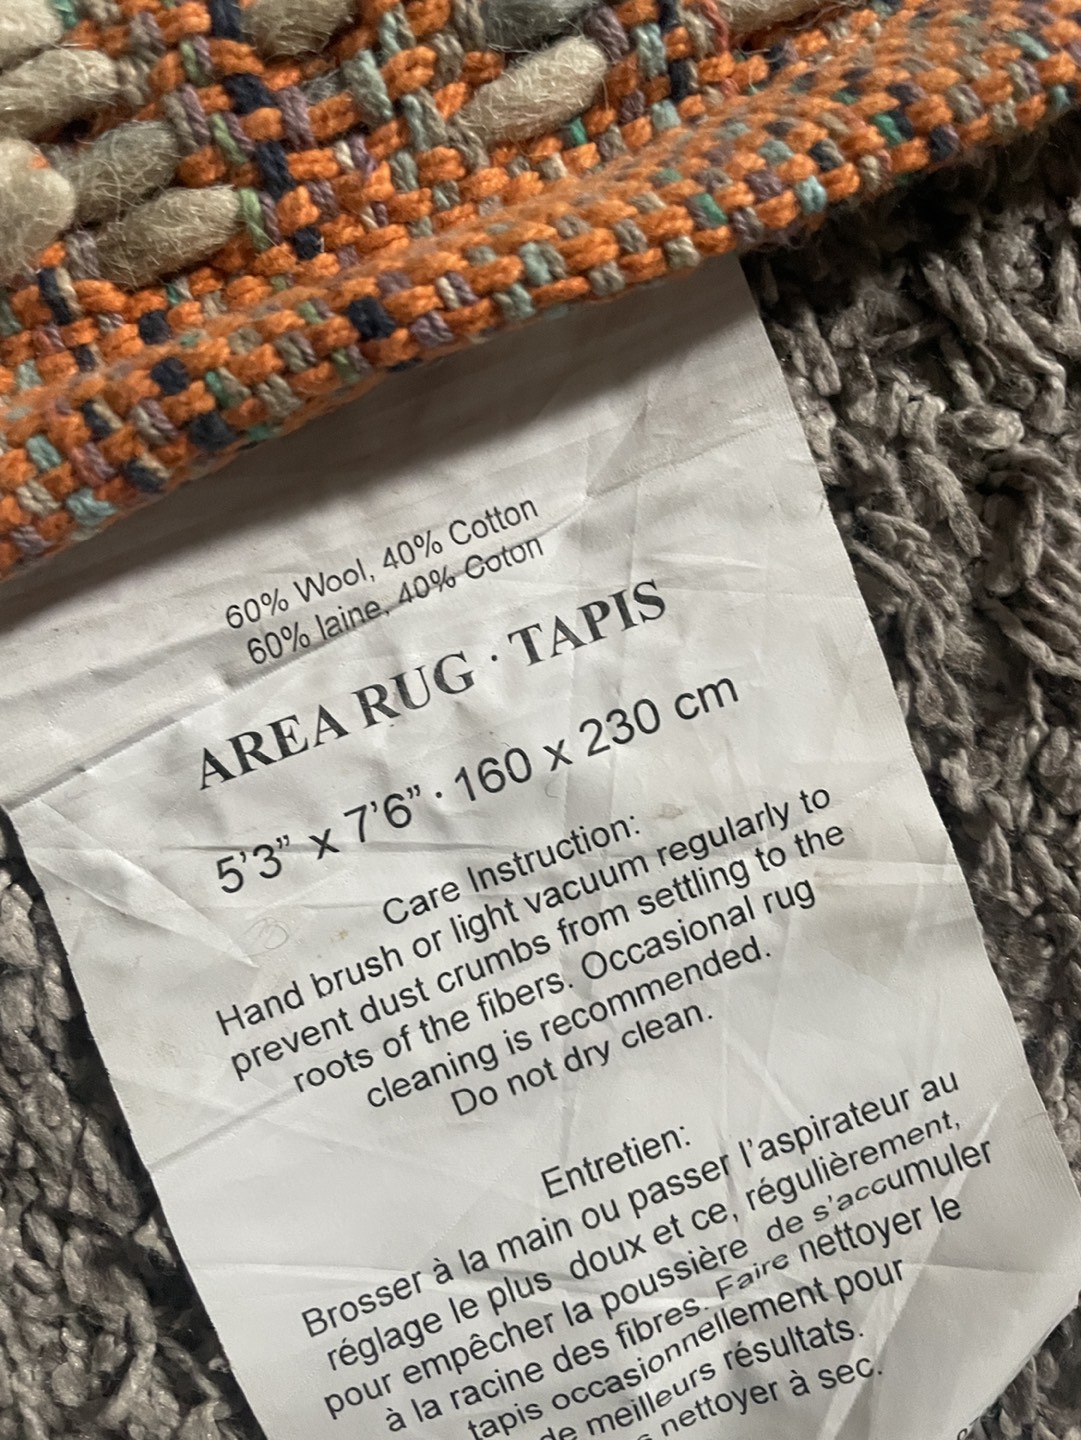 60% Wool, 40% Cotton
60% laine, 40% Coton
AREA RUG · TAPIS
5’3” x 7’6” · 160 x 230 cm
Care Instruction:
Hand brush or light vacuum regularly to
prevent dust crumbs from settling to the
roots of the fibers. Occasional rug
cleaning is recommended.
Do not dry clean.
Entretien:
Brosser à la main ou passer l’aspirateur au
réglage le plus doux et ce, régulièrement,
pour empêcher la poussière de s’accumuler
à la racine des fibres. Faire nettoyer le
tapis occasionnellement pour
de meilleurs résultats.
nettoyer à sec.